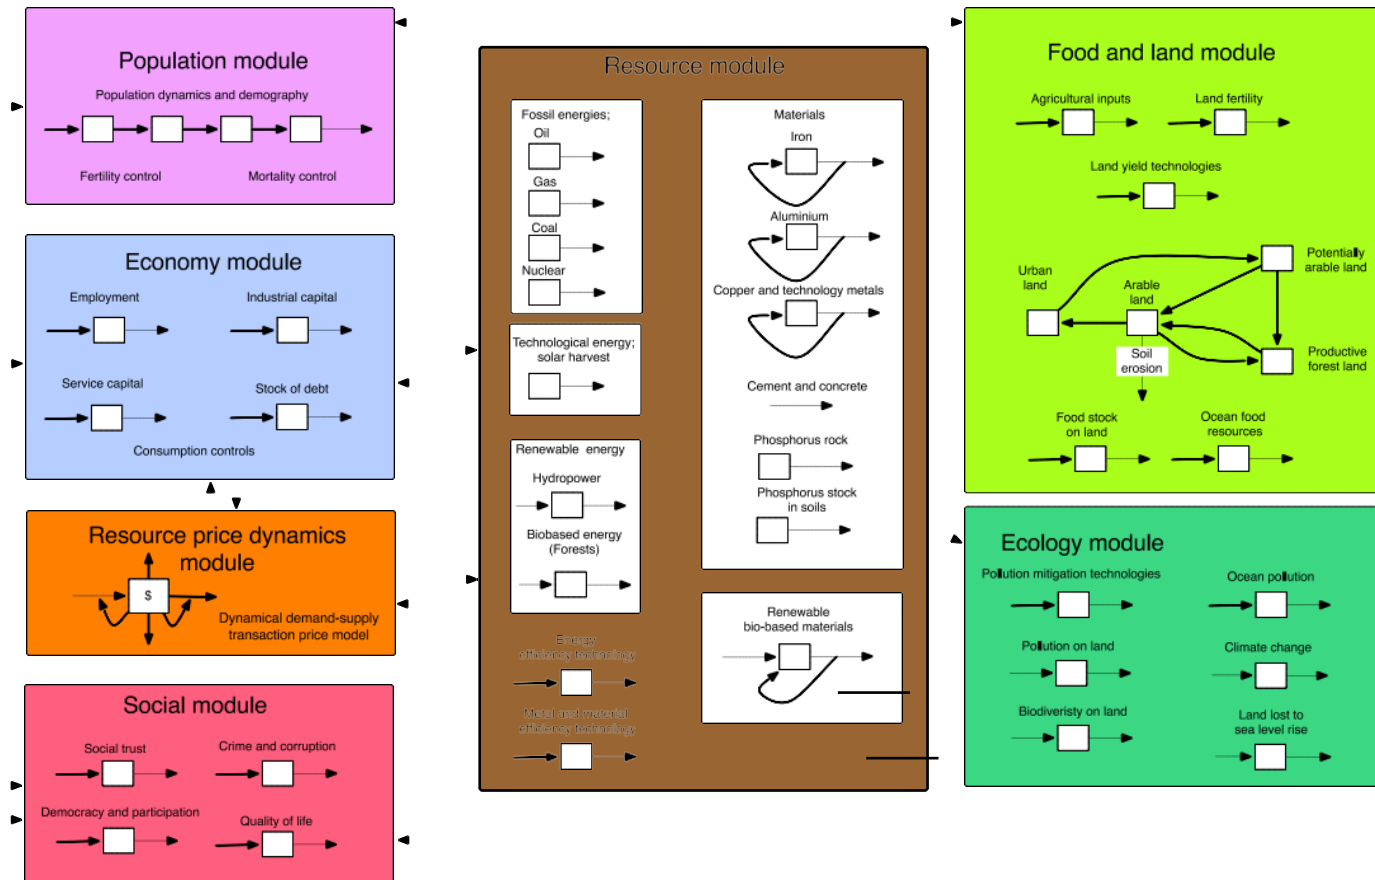 Population module
Population dynamics and demography
Fertility control
Mortality control
Economy module
Employment
Industrial capital
Service capital
Stock of debt
Consumption controls
Resource price dynamics
module
$
Dynamical demand-supply
transaction price model
Social module
Social trust
Crime and corruption
Democracy and participation
Quality of life
Resource module
Fossil energies;
Oil
Gas
Coal
Nuclear
Technological energy;
solar harvest
Renewable energy
Hydropower
Biobased energy
(Forests)
Energy
efficiency technology
Metal and material
efficiency technology
Materials
Iron
Aluminium
Copper and technology metals
Cement and concrete
Phosphorus rock
Phosphorus stock
in soils
Renewable
bio-based materials
Food and land module
Agricultural inputs
Land fertility
Land yield technologies
Urban
land
Arable
land
Potentially
arable land
Soil
erosion
Productive
forest land
Food stock
on land
Ocean food
resources
Ecology module
Pollution mitigation technologies
Ocean pollution
Pollution on land
Climate change
Biodiveristy on land
Land lost to
sea level rise